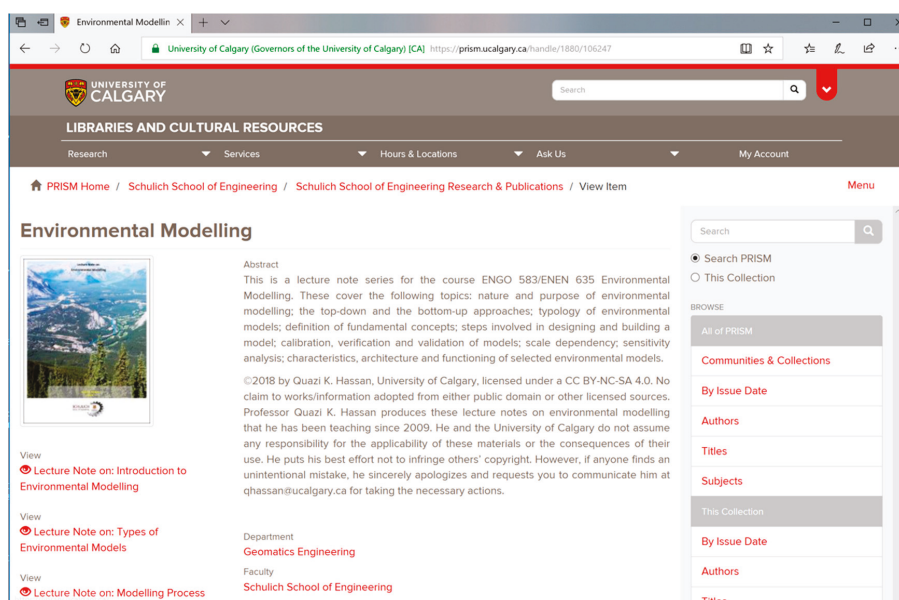 Environmental Modellin
University of Calgary (Governors of the University of Calgary) [CA] https://prism.ucalgary.ca/handle/1880/106247
UNIVERSITY OF
CALGARY
Search
LIBRARIES AND CULTURAL RESOURCES
Research Services Hours & Locations Ask Us My Account
PRISM Home / Schulich School of Engineering / Schulich School of Engineering Research & Publications / View Item
Menu
Environmental Modelling
Abstract
This is a lecture note series for the course ENGO 583/ENEN 635 Environmental
Modelling. These cover the following topics: nature and purpose of environmental
modelling; the top-down and the bottom-up approaches; typology of environmental
models; definition of fundamental concepts; steps involved in designing and building a
model; calibration, verification and validation of models; scale dependency; sensitivity
analysis; characteristics, architecture and functioning of selected environmental models.
©2018 by Quazi K. Hassan, University of Calgary, licensed under a CC BY-NC-SA 4.0. No
claim to works/information adopted from either public domain or other licensed sources.
Professor Quazi K. Hassan produces these lecture notes on environmental modelling
that he has been teaching since 2009. He and the University of Calgary do not assume
any responsibility for the applicability of these materials or the consequences of their
use. He puts his best effort not to infringe others' copyright. However, if anyone finds an
unintentional mistake, he sincerely apologizes and requests you to communicate him at
qhassan@ucalgary.ca for taking the necessary actions.
View
Lecture Note on: Introduction to
Environmental Modelling
View
Lecture Note on: Types of
Environmental Models
View
Lecture Note on: Modelling Process
Department
Geomatics Engineering
Faculty
Schulich School of Engineering
Search
Search PRISM
This Collection
BROWSE
All of PRISM
Communities & Collections
By Issue Date
Authors
Titles
Subjects
This Collection
By Issue Date
Authors
Titles